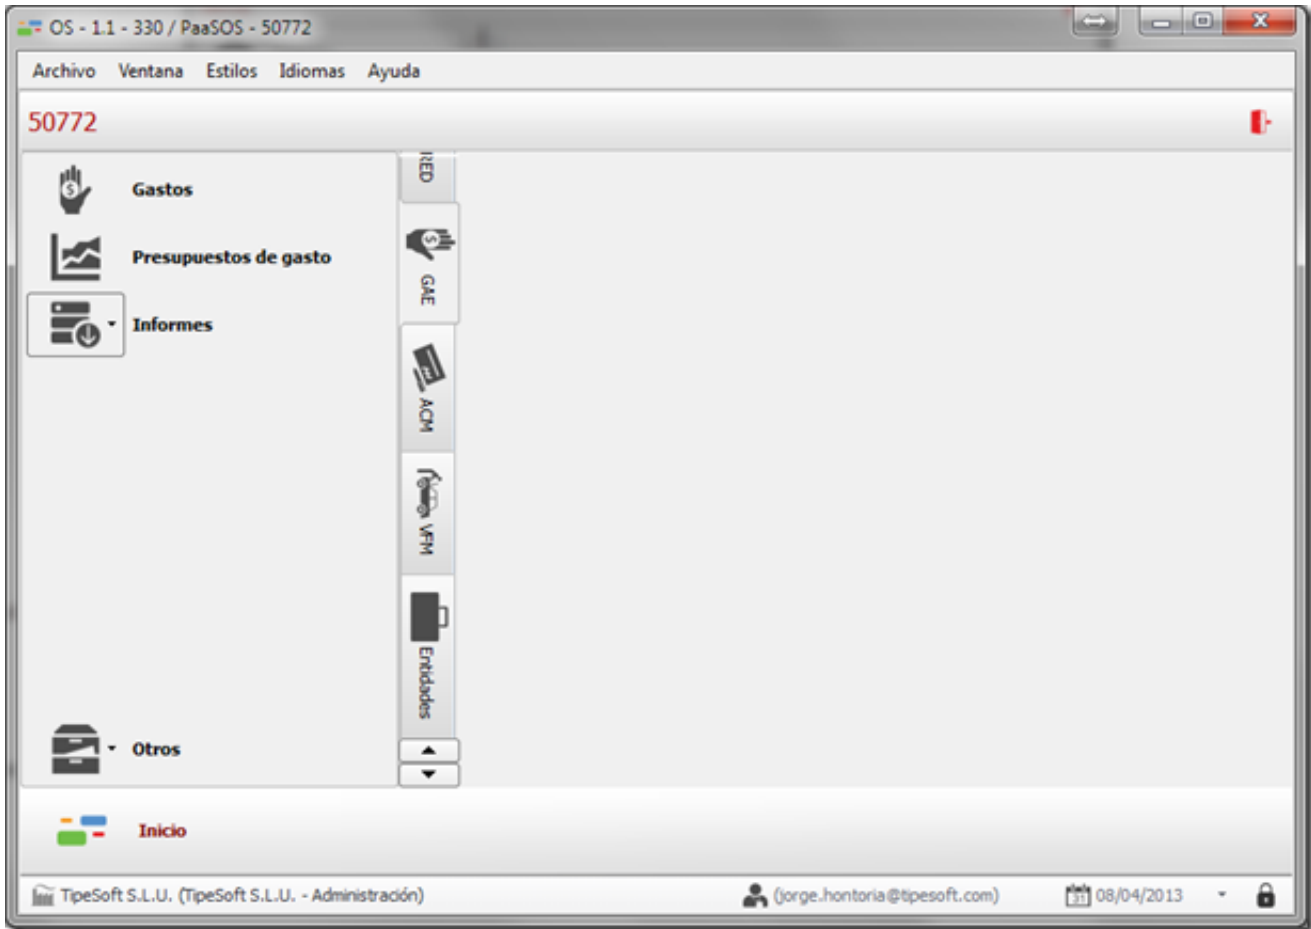 OS - 1.1 - 330 / PaaSOS - 50772
Archivo Ventana Estilos Idiomas Ayuda
50772
Gastos
Presupuestos de gasto
Informes
Otros
RED
GAE
ACM
VFM
Entidades
Inicio
TipeSoft S.L.U. (TipeSoft S.L.U. - Administración) (jorge.hontoria@tipesoft.com) 31 08/04/2013